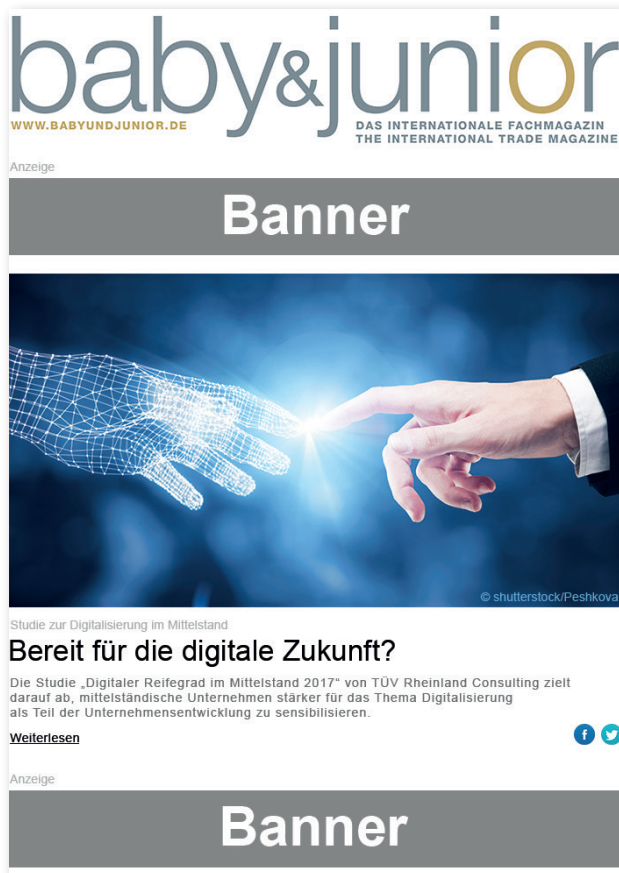 baby&junior
WWW.BABYUNDJUNIOR.DE
DAS INTERNATIONALE FACHMAGAZIN
THE INTERNATIONAL TRADE MAGAZINE
Anzeige
Banner
© shutterstock/Peshkova
Studie zur Digitalisierung im Mittelstand
Bereit für die digitale Zukunft?
Die Studie „Digitaler Reifegrad im Mittelstand 2017“ von TÜV Rheinland Consulting zielt
darauf ab, mittelständische Unternehmen stärker für das Thema Digitalisierung
als Teil der Unternehmensentwicklung zu sensibilisieren.
Weiterlesen
Anzeige
Banner